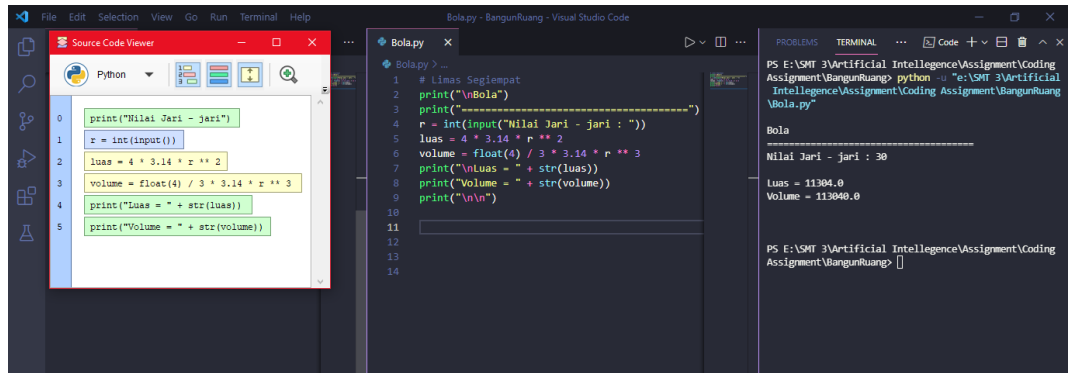 File Edit Selection View Go Run Terminal Help
Bola.py - BangunRuang - Visual Studio Code
Source Code Viewer
Python
0 print("Nilai Jari - jari")
1 r = int(input())
2 luas = 4 * 3.14 * r ** 2
3 volume = float(4) / 3 * 3.14 * r ** 3
4 print("Luas = " + str(luas))
5 print("Volume = " + str(volume))
Bola.py
Bola.py > ...
1 # Limas Segiempat
2 print("\nBola")
3 print("======================================")
4 r = int(input("Nilai Jari - jari : "))
5 luas = 4 * 3.14 * r ** 2
6 volume = float(4) / 3 * 3.14 * r ** 3
7 print("\nLuas = " + str(luas))
8 print("Volume = " + str(volume))
9 print("\n\n")
10
11
12
13
14
PROBLEMS TERMINAL ... Code
PS E:\SMT 3\Artificial Intellegence\Assignment\Coding
Assignment\BangunRuang> python -u "e:\SMT 3\Artificial
Intellegence\Assignment\Coding Assignment\BangunRuang
\Bola.py"
Bola
======================================
Nilai Jari - jari : 30
Luas = 11304.0
Volume = 113040.0
PS E:\SMT 3\Artificial Intellegence\Assignment\Coding
Assignment\BangunRuang>